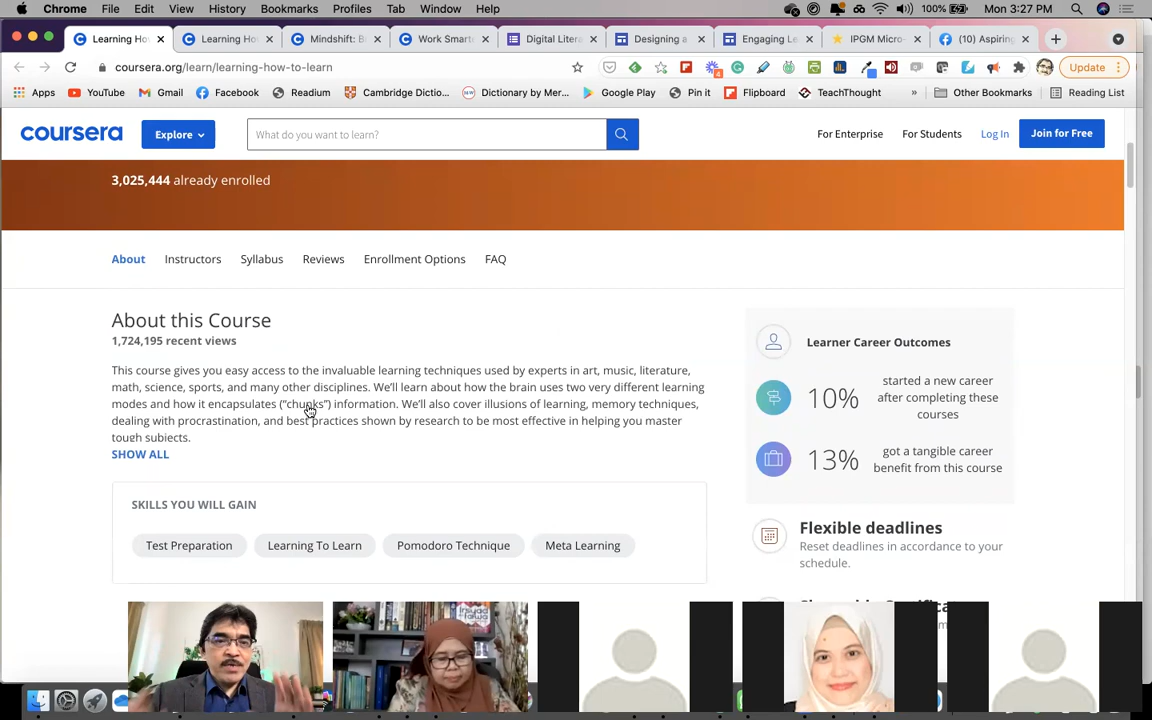 Chrome File Edit View History Bookmarks Profiles Tab Window Help 100% Mon 3:27 PM
Learning Ho Learning Ho Mindshift: B Work Smart Digital Litera Designing a Engaging Le IPGM Micro- (10) Aspiring
coursera.org/learn/learning-how-to-learn 4 Update
Apps YouTube Gmail Facebook Readium Cambridge Dictio... Dictionary by Mer... Google Play Pin it Flipboard TeachThought » Other Bookmarks Reading List
coursera Explore What do you want to learn? For Enterprise For Students Log In Join for Free
3,025,444 already enrolled
About Instructors Syllabus Reviews Enrollment Options FAQ
About this Course
1,724,195 recent views
This course gives you easy access to the invaluable learning techniques used by experts in art, music, literature,
math, science, sports, and many other disciplines. We'll learn about how the brain uses two very different learning
modes and how it encapsulates ("chunks") information. We'll also cover illusions of learning, memory techniques,
dealing with procrastination, and best practices shown by research to be most effective in helping you master
tough subjects.
SHOW ALL
Learner Career Outcomes
10% started a new career
after completing these
courses
13% got a tangible career
benefit from this course
SKILLS YOU WILL GAIN
Test Preparation Learning To Learn Pomodoro Technique Meta Learning
Flexible deadlines
Reset deadlines in accordance to your
schedule.